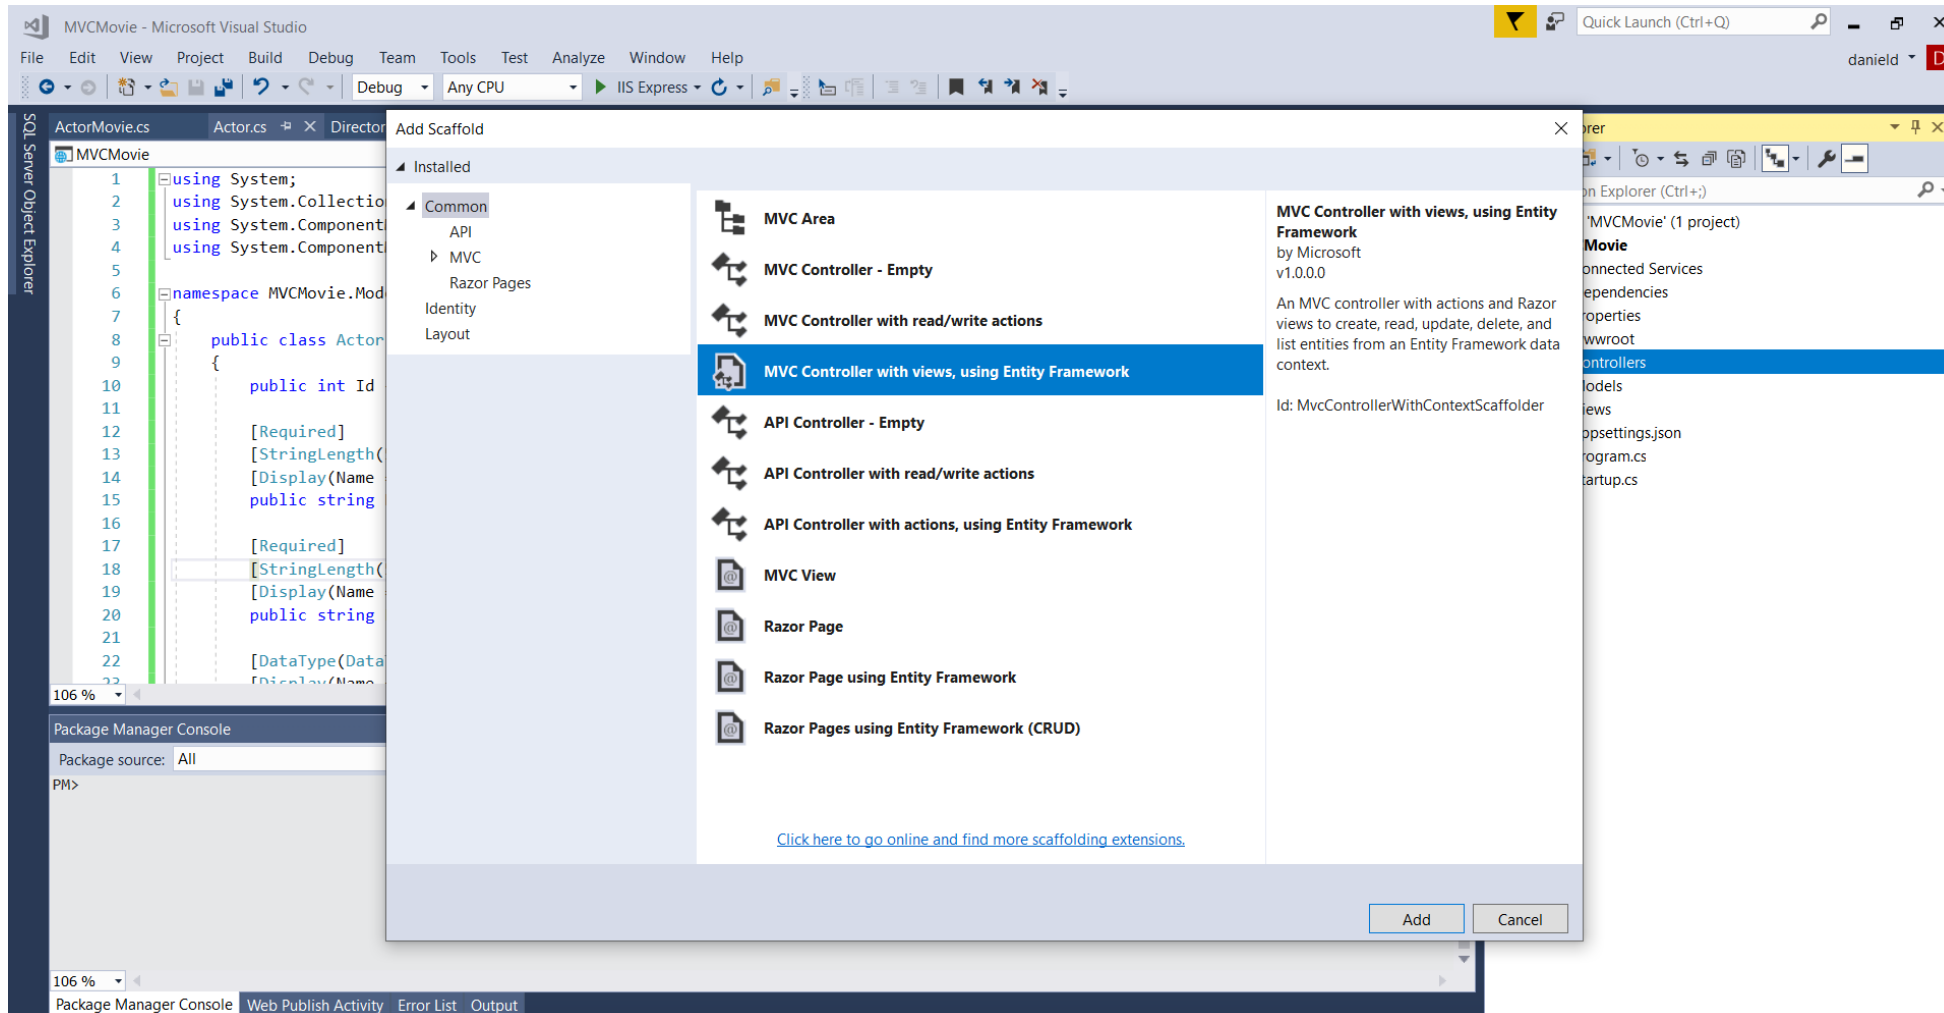 MVCMovie - Microsoft Visual Studio
Quick Launch (Ctrl+Q)
File Edit View Project Build Debug Team Tools Test Analyze Window Help
danield
D
Debug Any CPU IIS Express
SQL Server Object Explorer
ActorMovie.cs Actor.cs Director
MVCMovie
1 using System;
2 using System.Collectio
3 using System.Component
4 using System.Component
5
6 namespace MVCMovie.Mod
7 {
8 public class Actor
9 {
10 public int Id
11
12 [Required]
13 [StringLength(
14 [Display(Name
15 public string
16
17 [Required]
18 [StringLength(
19 [Display(Name
20 public string
21
22 [DataType(Data
23 [Display(Name
106 %
Package Manager Console
Package source: All
PM>
106 %
Package Manager Console Web Publish Activity Error List Output
Add Scaffold
Installed
Common
API
MVC
Razor Pages
Identity
Layout
MVC Area
MVC Controller - Empty
MVC Controller with read/write actions
MVC Controller with views, using Entity Framework
API Controller - Empty
API Controller with read/write actions
API Controller with actions, using Entity Framework
MVC View
Razor Page
Razor Page using Entity Framework
Razor Pages using Entity Framework (CRUD)
Click here to go online and find more scaffolding extensions.
MVC Controller with views, using Entity
Framework
by Microsoft
v1.0.0.0
An MVC controller with actions and Razor
views to create, read, update, delete, and
list entities from an Entity Framework data
context.
Id: MvcControllerWithContextScaffolder
Add Cancel
orer
on Explorer (Ctrl+;)
'MVCMovie' (1 project)
Movie
onnected Services
ependencies
roperties
wwroot
ontrollers
odels
iews
ppsettings.json
rogram.cs
tartup.cs